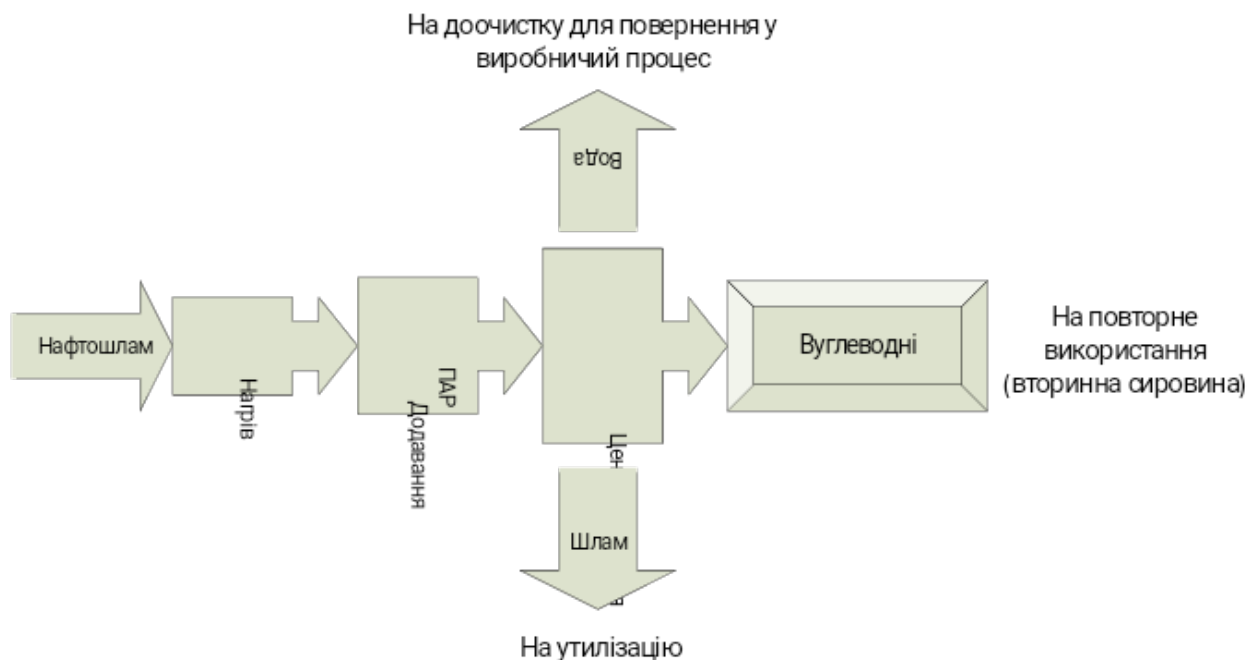 На доочистку для повернення у
виробничий процес
Вода
Нафтошлам
Нагрів
Додавання
ПАР
Вуглеводні
На повторне
використання
(вторинна сировина)
Шлам
На утилізацію